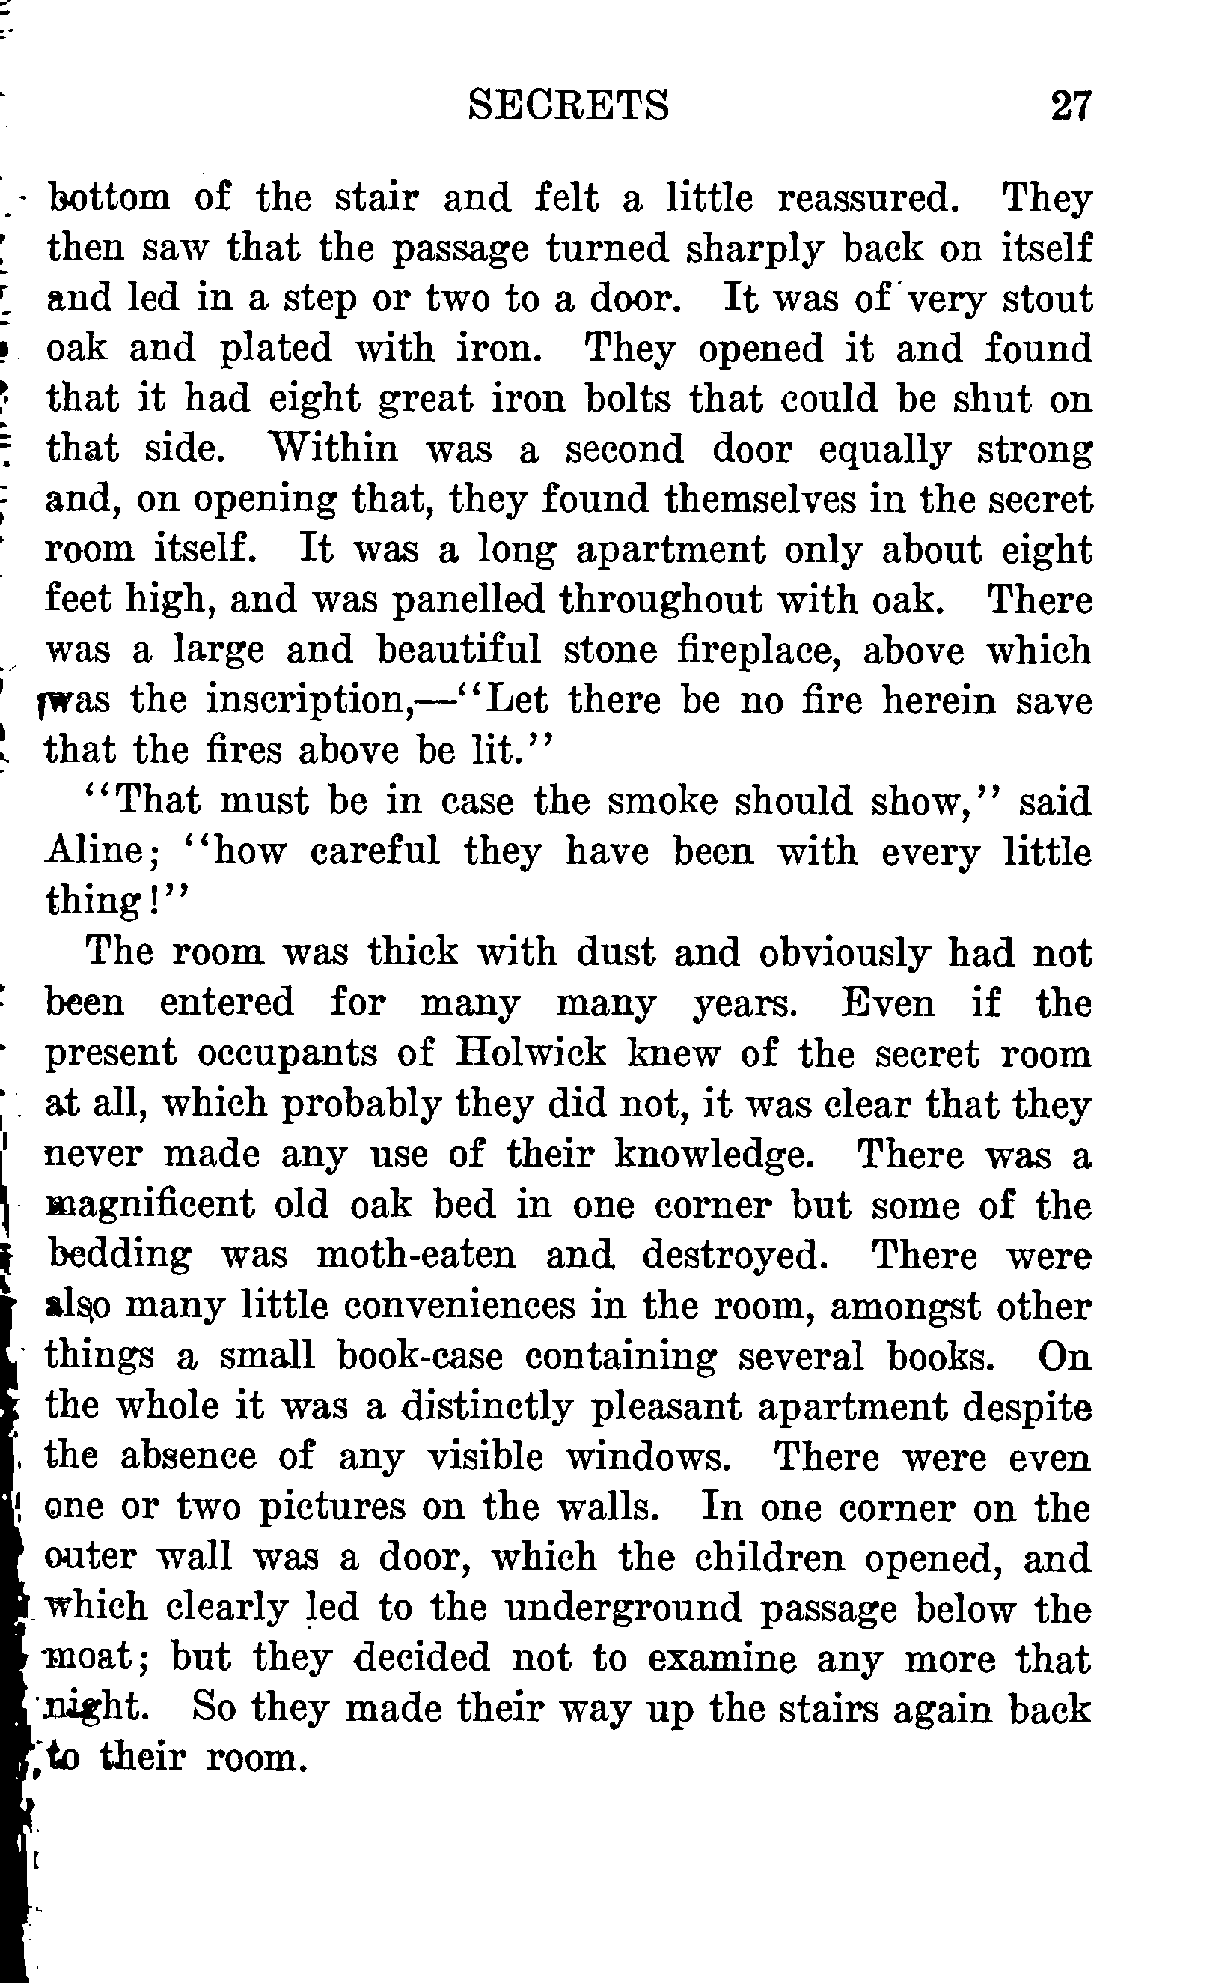 SECRETS 27
bottom of the stair and felt a little reassured. They
then saw that the passage turned sharply back on itself
and led in a step or two to a door. It was of very stout
oak and plated with iron. They opened it and found
that it had eight great iron bolts that could be shut on
that side. Within was a second door equally strong
and, on opening that, they found themselves in the secret
room itself. It was a long apartment only about eight
feet high, and was panelled throughout with oak. There
was a large and beautiful stone fireplace, above which
was the inscription,—"Let there be no fire herein save
that the fires above be lit."
"That must be in case the smoke should show," said
Aline; "how careful they have been with every little
thing!"
The room was thick with dust and obviously had not
been entered for many many years. Even if the
present occupants of Holwick knew of the secret room
at all, which probably they did not, it was clear that they
never made any use of their knowledge. There was a
magnificent old oak bed in one corner but some of the
bedding was moth-eaten and destroyed. There were
also many little conveniences in the room, amongst other
things a small book-case containing several books. On
the whole it was a distinctly pleasant apartment despite
the absence of any visible windows. There were even
one or two pictures on the walls. In one corner on the
outer wall was a door, which the children opened, and
which clearly led to the underground passage below the
moat; but they decided not to examine any more that
night. So they made their way up the stairs again back
to their room.